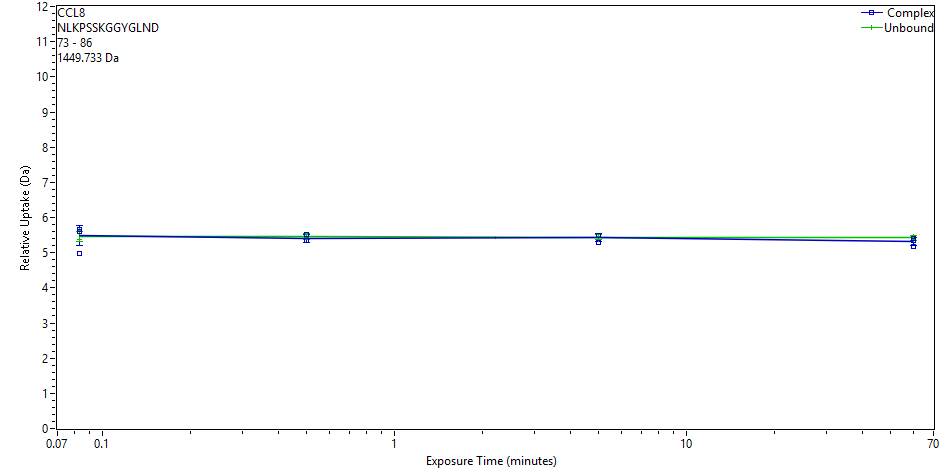 CCL8
NLKPSSKGGYGLND
73 - 86
1449.733 Da
Complex
Unbound
12
11
10
9
8
7
6
5
4
3
2
1
0
Relative Uptake (Da)
0.07 0.1 1 10 70
Exposure Time (minutes)